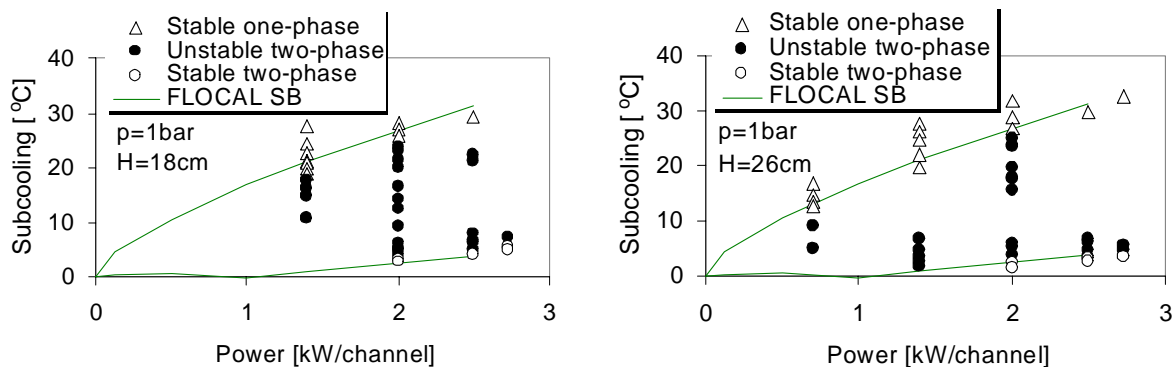 Stable one-phase
Unstable two-phase
Stable two-phase
FLOCAL SB
p=1bar
H=18cm
Subcooling [ °C]
40
30
20
10
0
0 1 2 3
Power [kW/channel]
Stable one-phase
Unstable two-phase
Stable two-phase
FLOCAL SB
p=1bar
H=26cm
Subcooling [ °C]
40
30
20
10
0
0 1 2 3
Power [kW/channel]